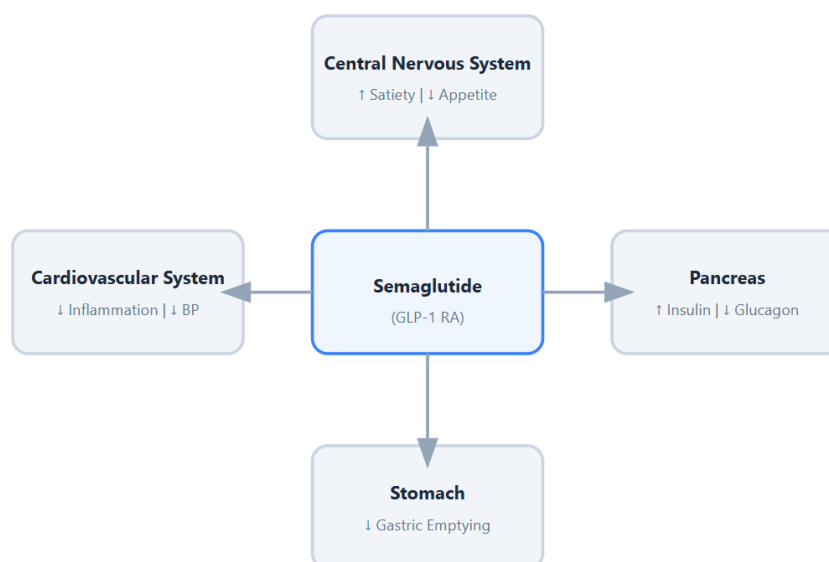 Central Nervous System
↑ Satiety | ↓ Appetite
Cardiovascular System
↓ Inflammation | ↓ BP
Semaglutide
(GLP-1 RA)
Pancreas
↑ Insulin | ↓ Glucagon
Stomach
↓ Gastric Emptying